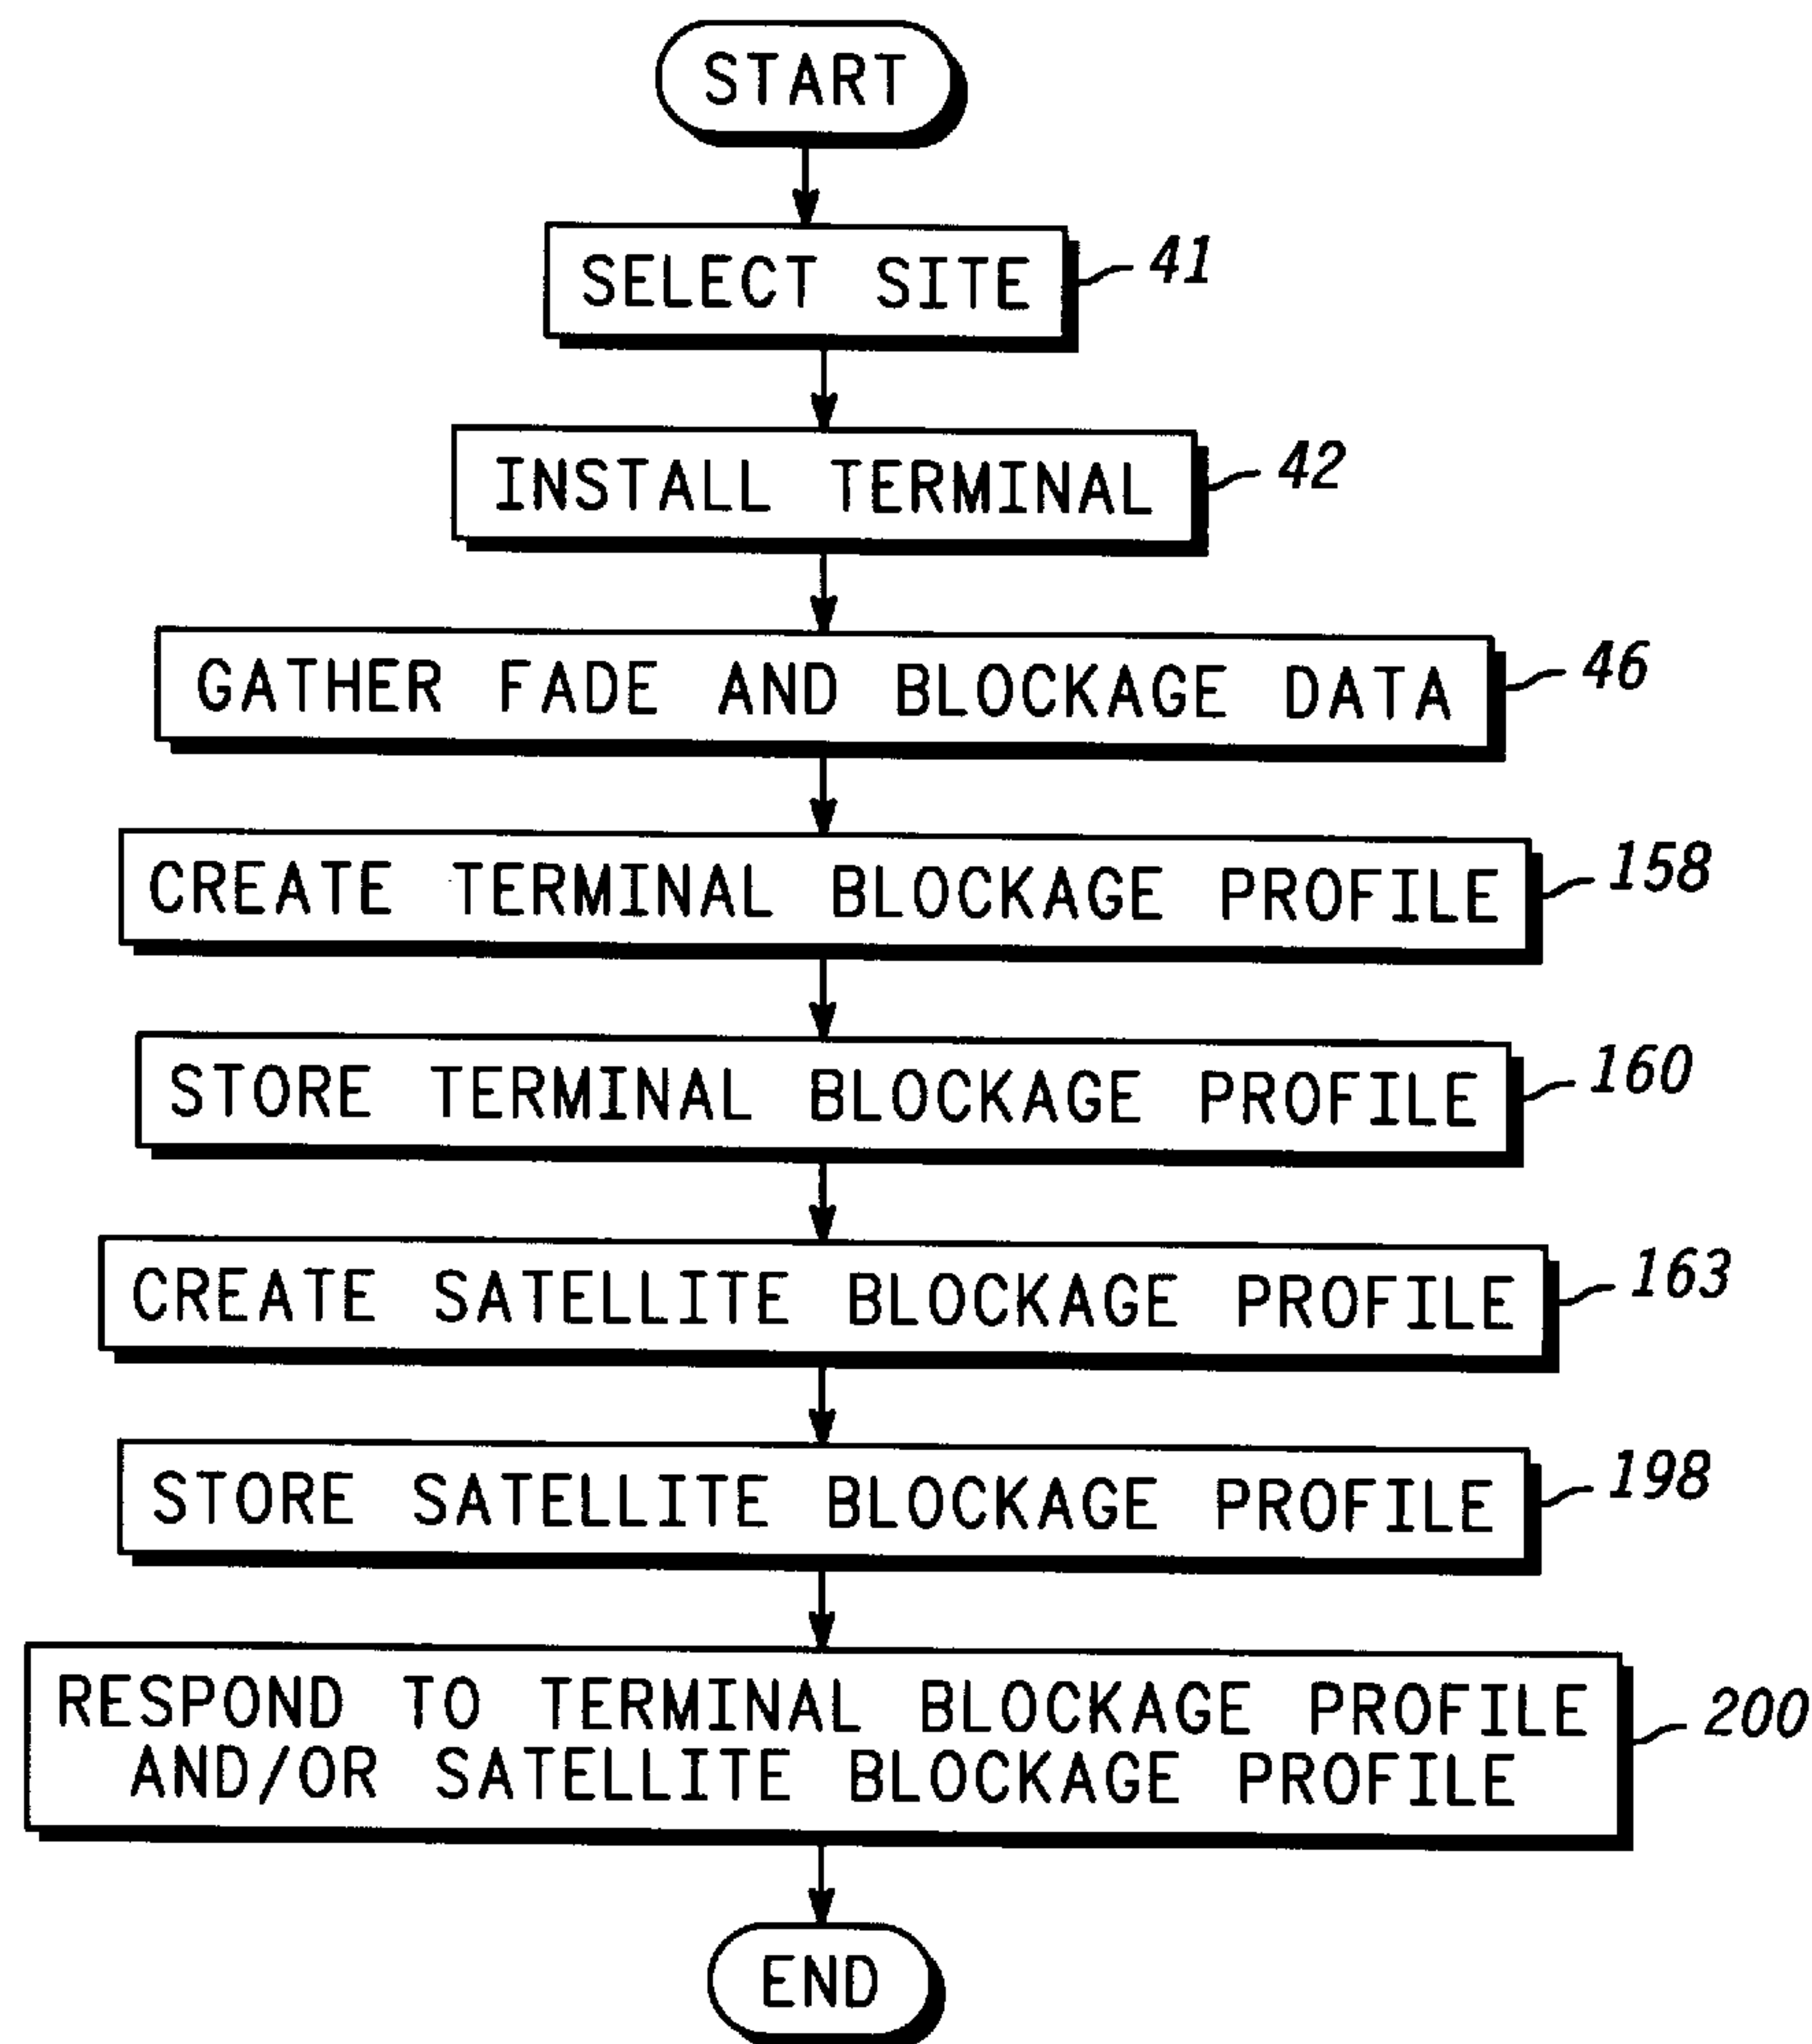 START
SELECT SITE
41
INSTALL TERMINAL
42
GATHER FADE AND BLOCKAGE DATA
46
CREATE TERMINAL BLOCKAGE PROFILE
158
STORE TERMINAL BLOCKAGE PROFILE
160
CREATE SATELLITE BLOCKAGE PROFILE
163
STORE SATELLITE BLOCKAGE PROFILE
198
RESPOND TO TERMINAL BLOCKAGE PROFILE
AND/OR SATELLITE BLOCKAGE PROFILE
200
END